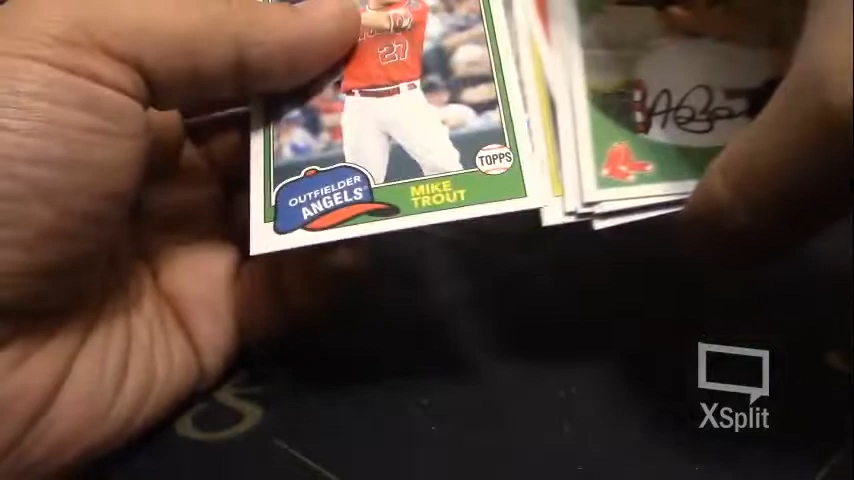 27
OUTFIELDER
ANGELS
MIKE
TROUT
TOPPS
XSplit